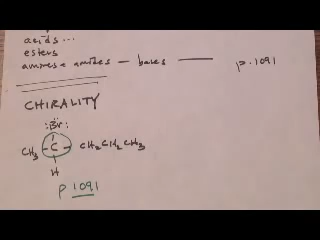 acids...
esters
amines & amides — bases —— p. 1091
CHIRALITY
:Br:
CH3 - C - CH2CH2CH3
H
p 1091